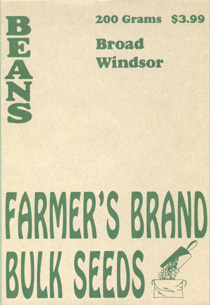 BEANS
200 Grams $3.99
Broad
Windsor
FARMER'S BRAND
BULK SEEDS